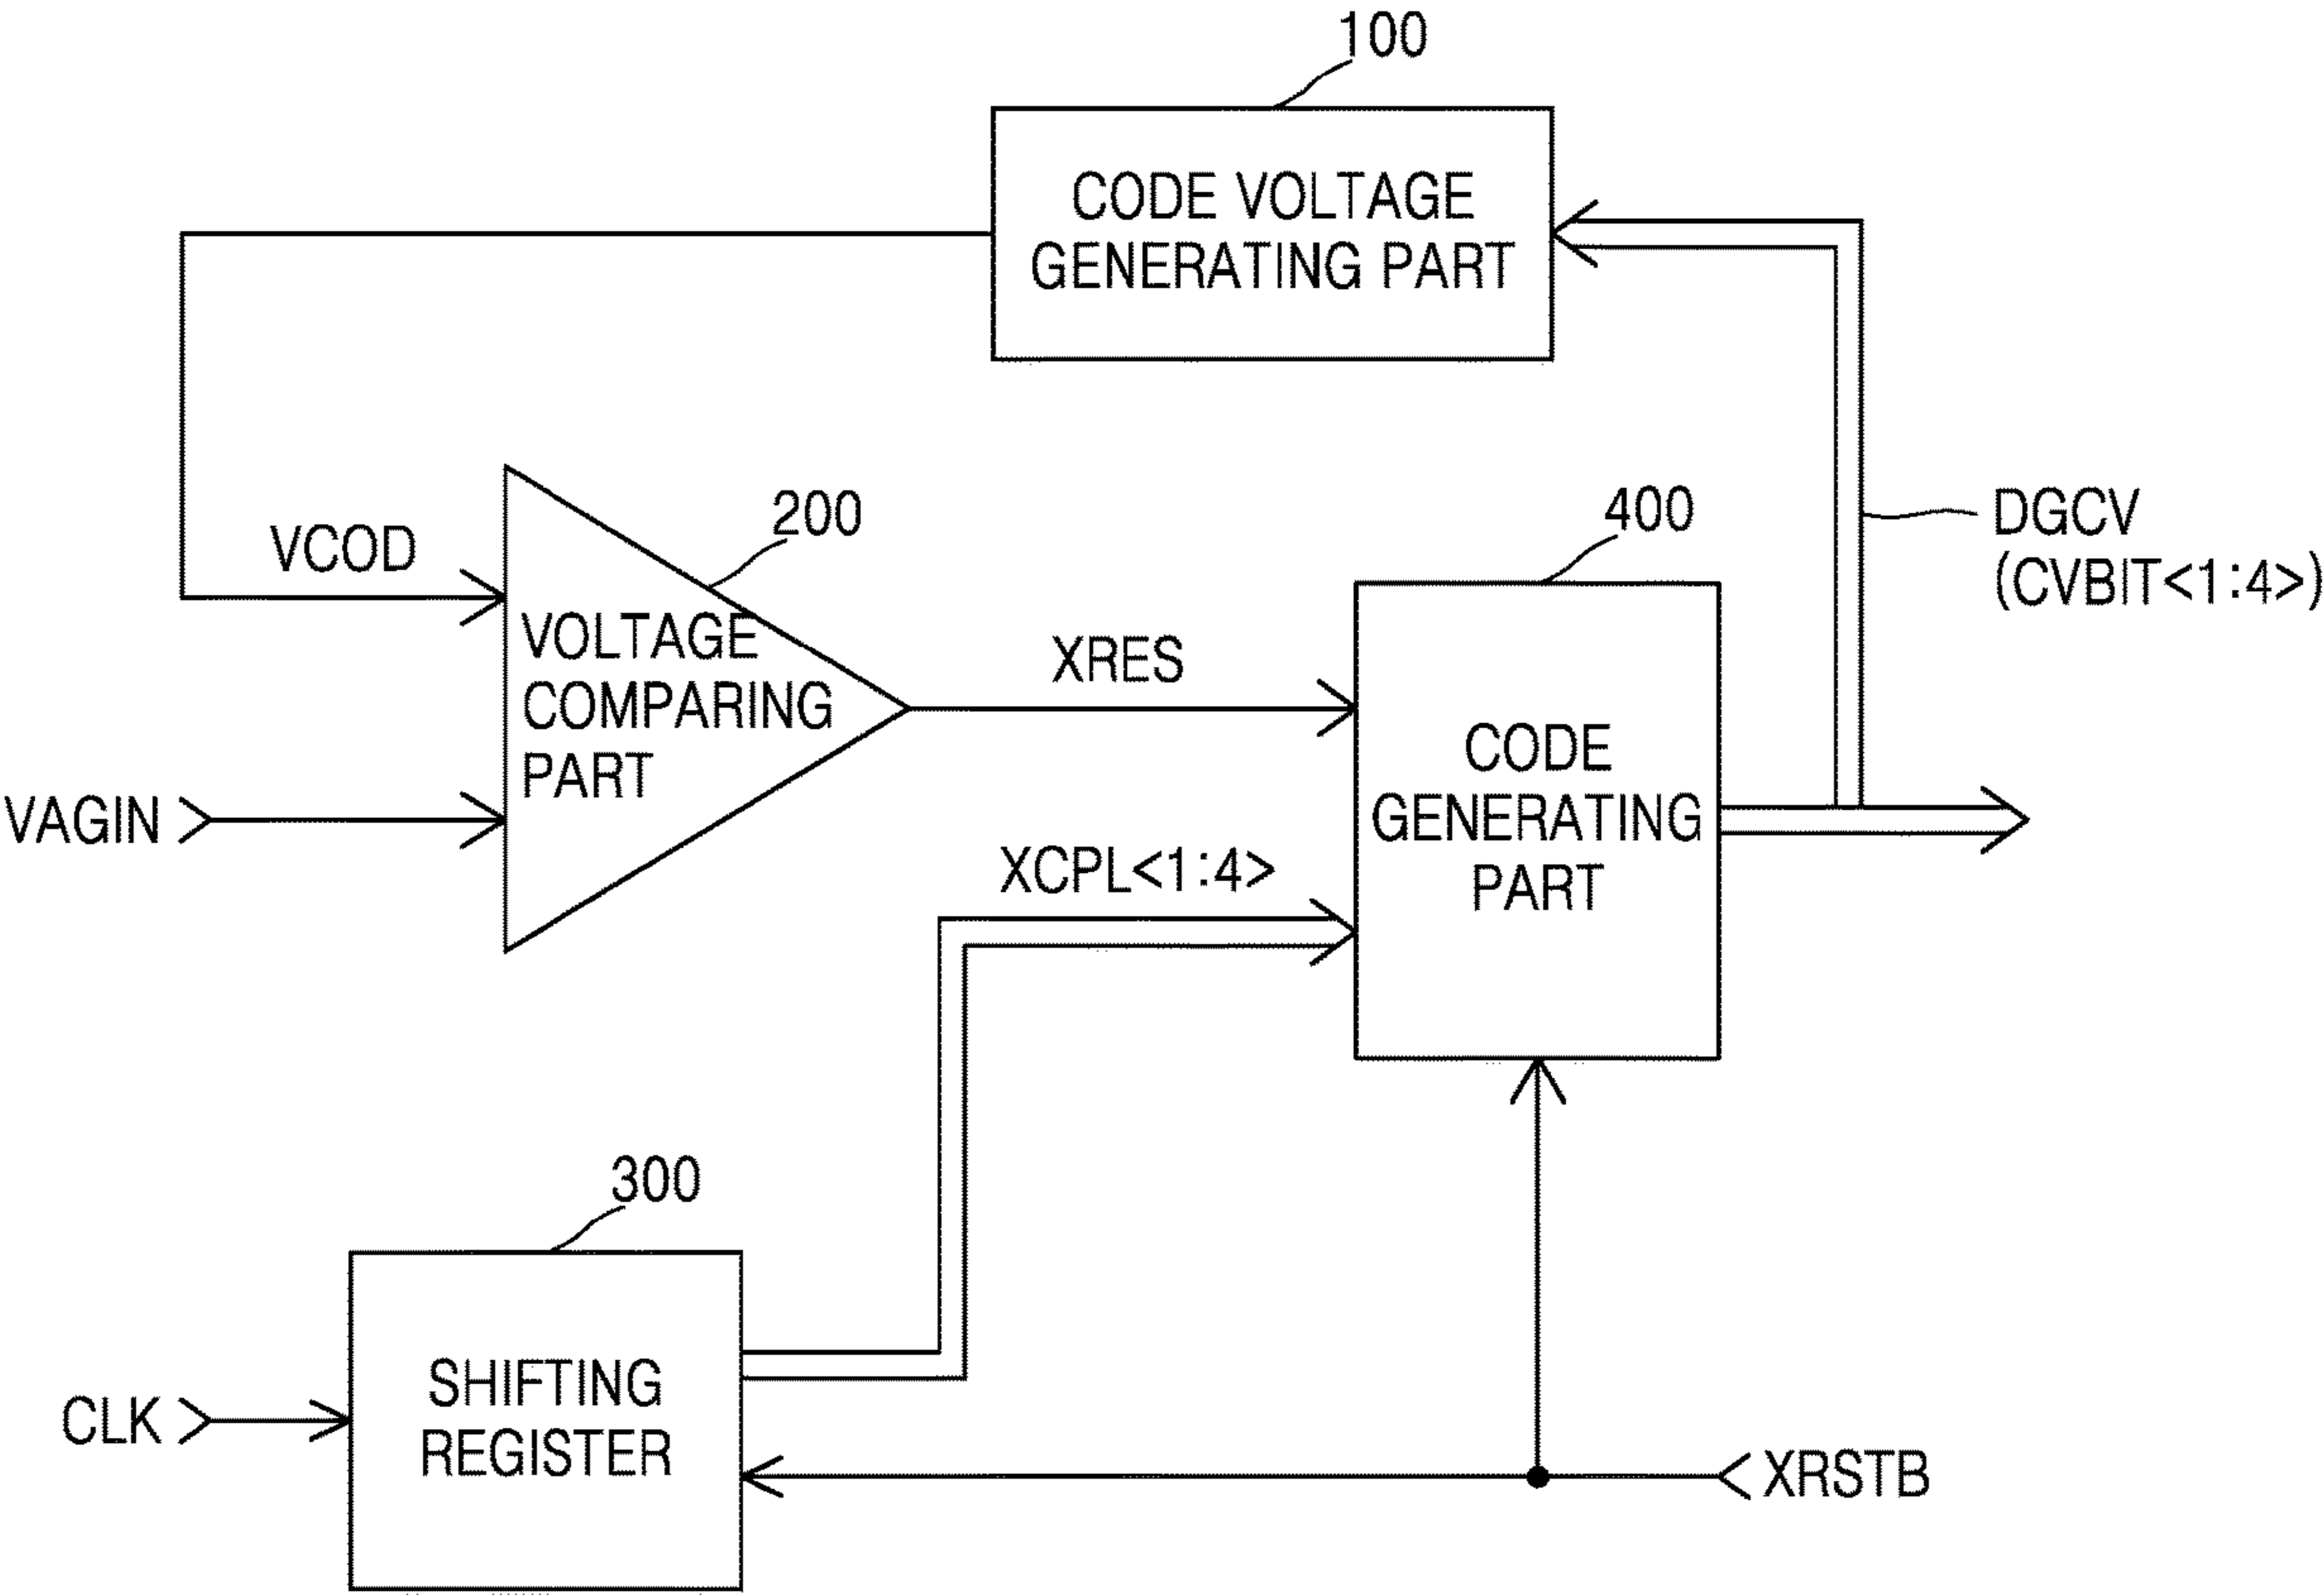 100
CODE VOLTAGE
GENERATING PART
VCOD
200
VOLTAGE
COMPARING
PART
VAGIN
XRES
400
CODE
GENERATING
PART
DGCV
(CVBIT<1:4>)
XCPL<1:4>
300
SHIFTING
REGISTER
CLK
XRSTB